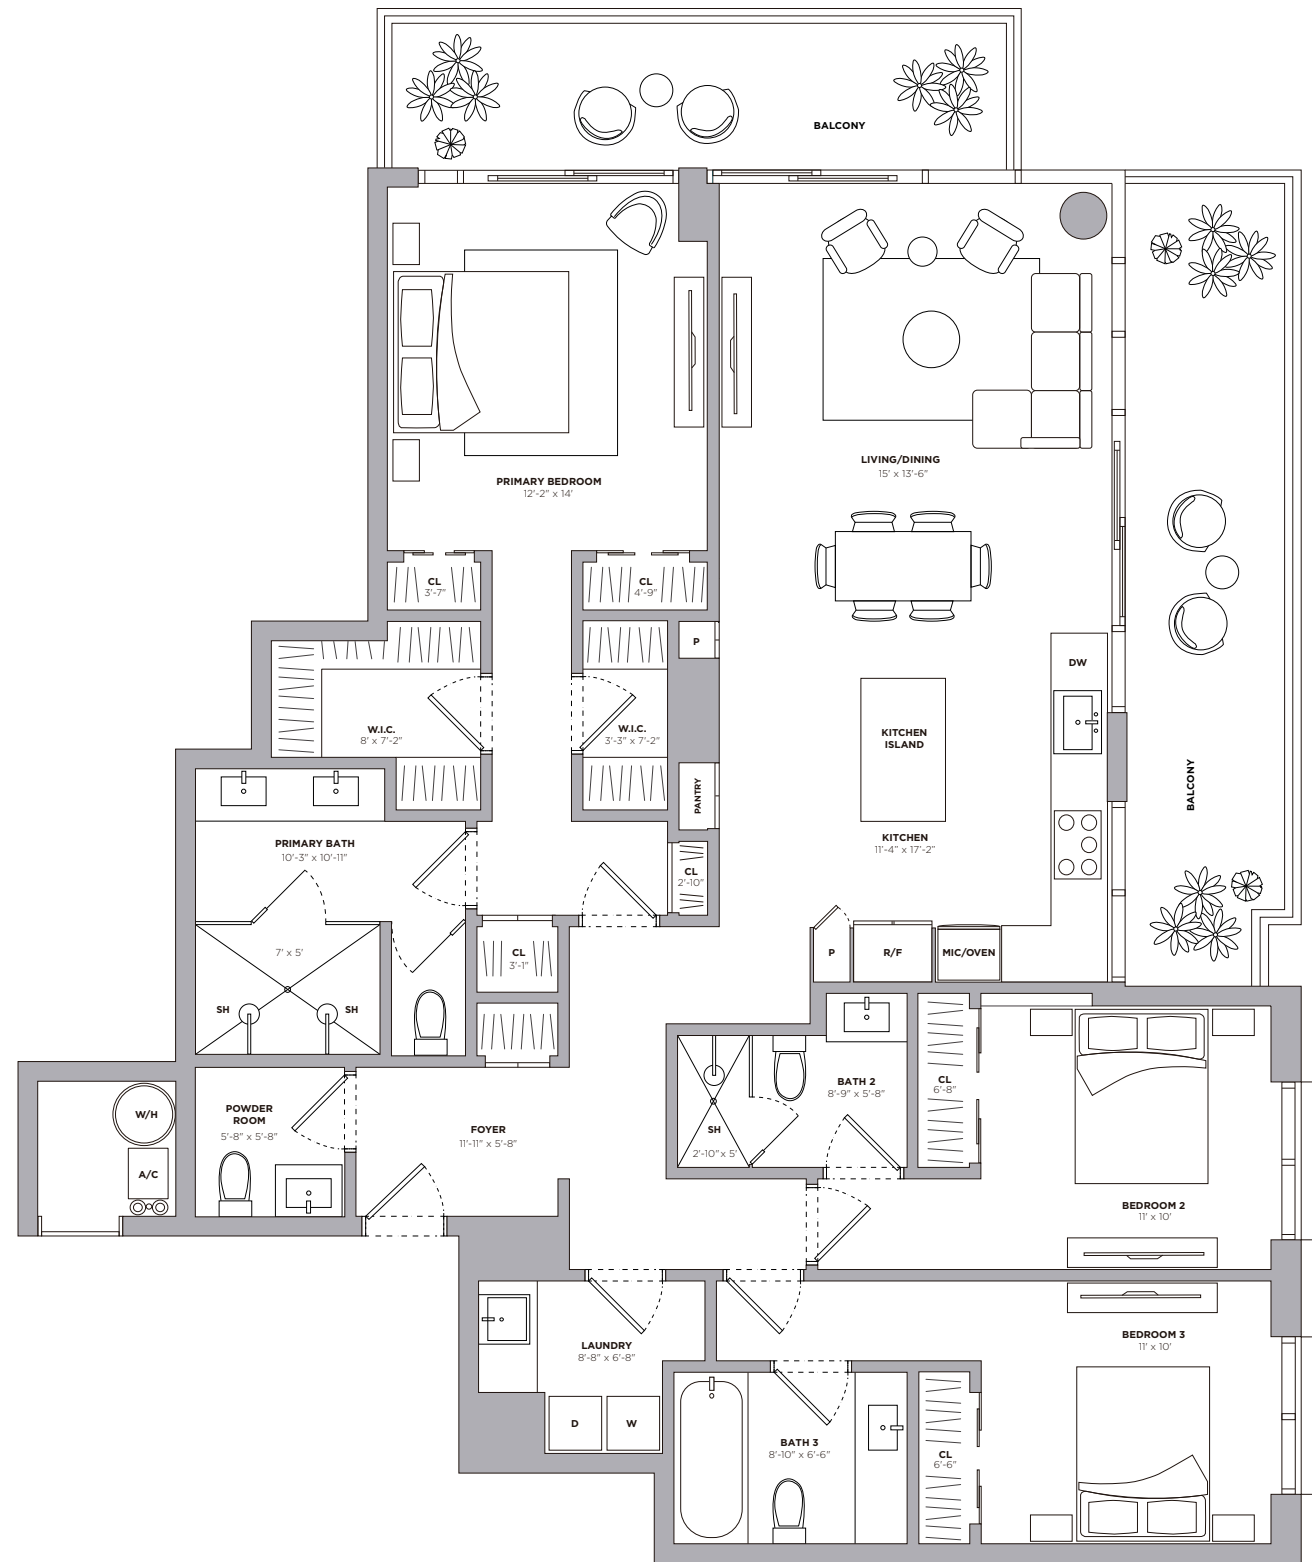 BALCONY
PRIMARY BEDROOM
12'-2" x 14'
LIVING/DINING
15' x 13'-6"
CL
3'-7"
CL
4'-9"
P
DW
W.I.C.
8' x 7'-2"
W.I.C.
3'-3" x 7'-2"
KITCHEN
ISLAND
PANTRY
BALCONY
KITCHEN
11'-4" x 17'-2"
PRIMARY BATH
10'-3" x 10'-11"
CL
2'-10"
7' x 5'
CL
3'-1"
P
R/F
MIC/OVEN
SH
SH
W/H
A/C
POWDER
ROOM
5'-8" x 5'-8"
FOYER
11'-11" x 5'-8"
BATH 2
8'-9" x 5'-8"
SH
2'-10" x 5'
CL
6'-8"
BEDROOM 2
11' x 10'
LAUNDRY
8'-8" x 6'-8"
D
W
BEDROOM 3
11' x 10'
BATH 3
8'-10" x 6'-6"
CL
6'-6"